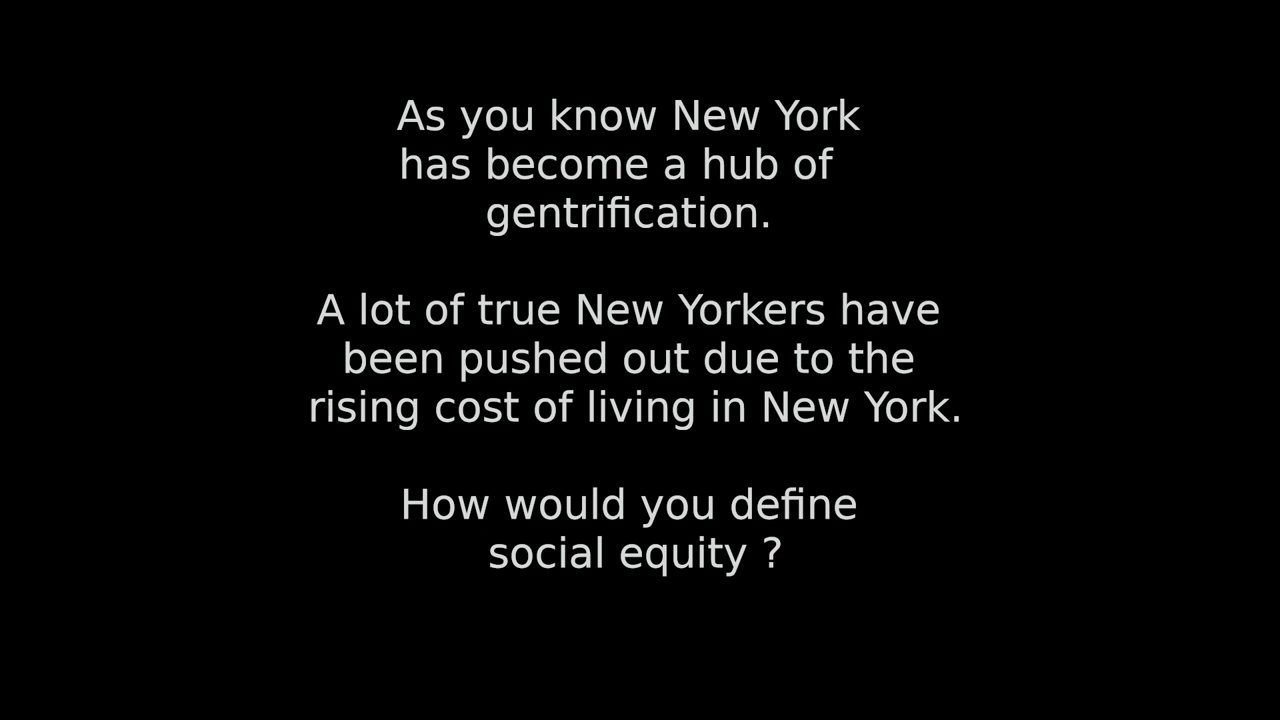 As you know New York
has become a hub of
gentrification.
A lot of true New Yorkers have
been pushed out due to the
rising cost of living in New York.
How would you define
social equity ?